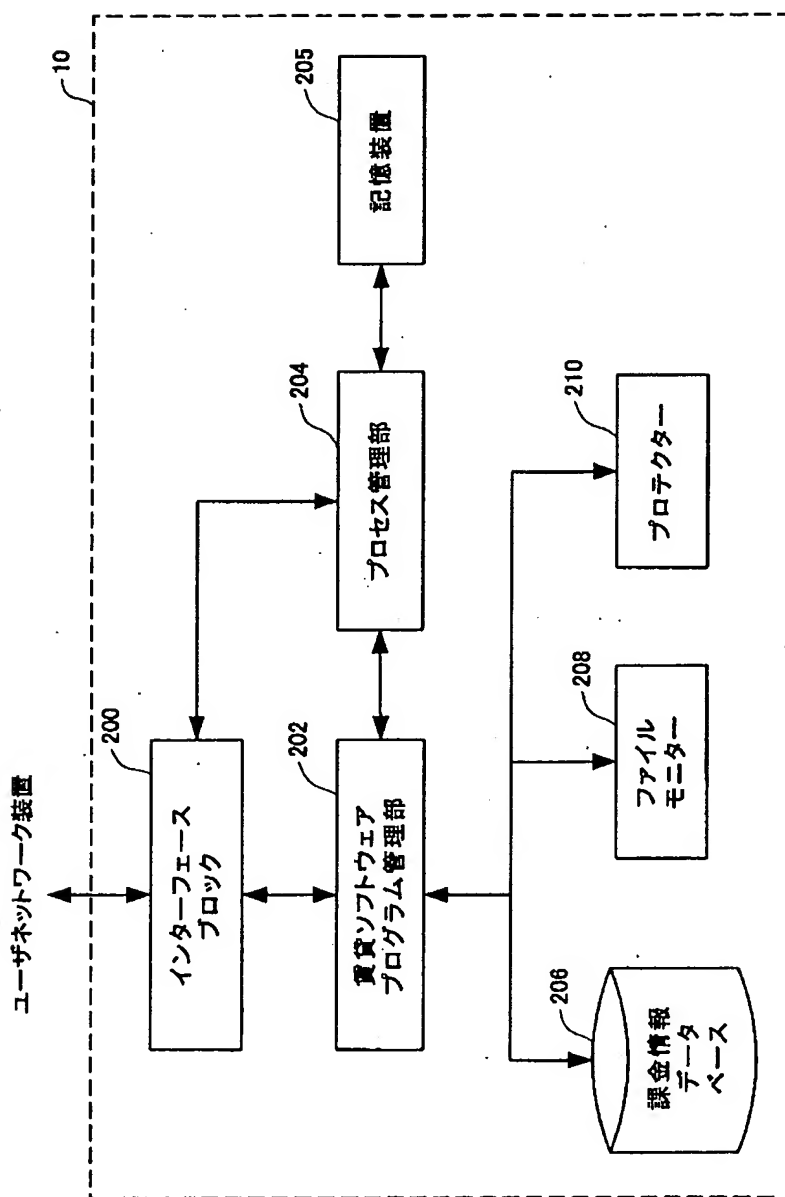 ユーザネットワーク装置
10
200
インターフェース
ブロック
202
賃貸ソフトウェア
プログラム管理部
204
プロセス管理部
205
記憶装置
206
課金情報
データ
ベース
208
ファイル
モニター
210
プロテクター